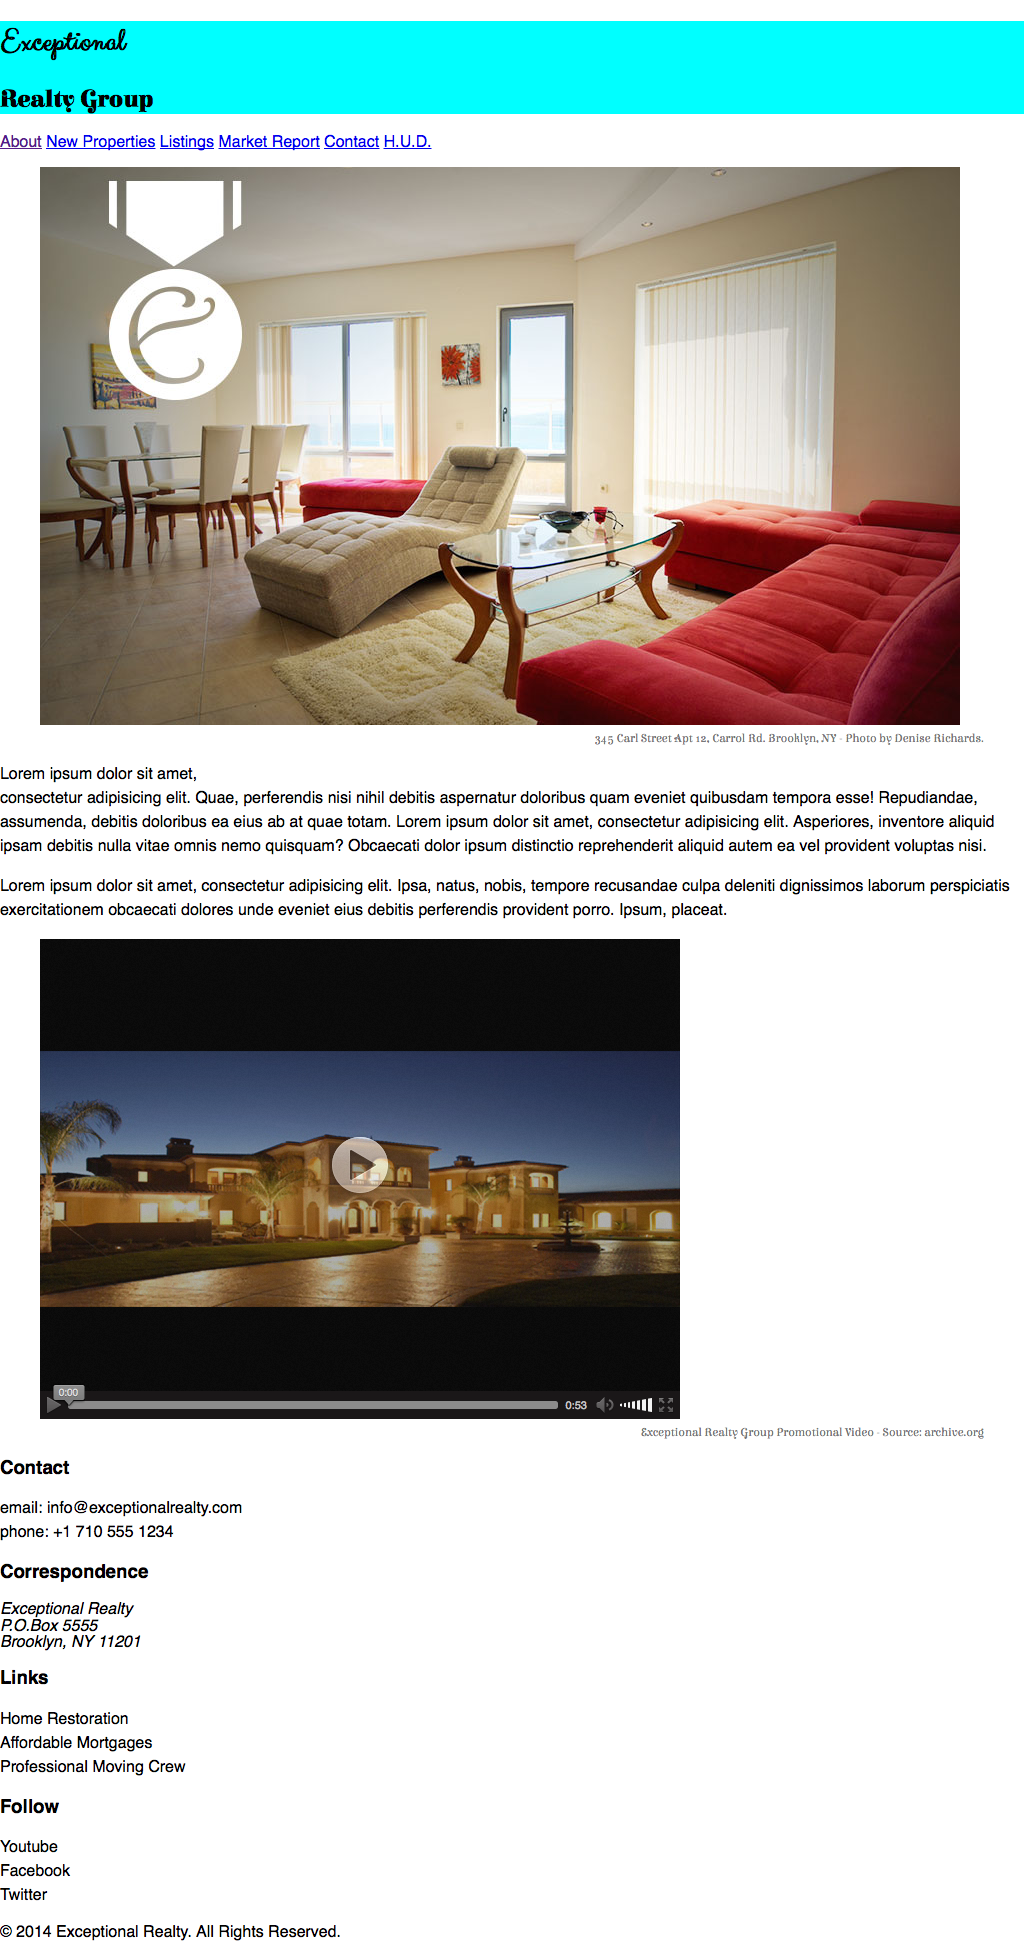 Exceptional
Realty Group
About New Properties Listings Market Report Contact H.U.D.
E
345 Carl Street Apt 12, Carrol Rd. Brooklyn, NY - Photo by Denise Richards.
Lorem ipsum dolor sit amet,
consectetur adipisicing elit. Quae, perferendis nisi nihil debitis aspernatur doloribus quam eveniet quibusdam tempora esse! Repudiandae,
assumenda, debitis doloribus ea eius ab at quae totam. Lorem ipsum dolor sit amet, consectetur adipisicing elit. Asperiores, inventore aliquid
ipsam debitis nulla vitae omnis nemo quisquam? Obcaecati dolor ipsum distinctio reprehenderit aliquid autem ea vel provident voluptas nisi.
Lorem ipsum dolor sit amet, consectetur adipisicing elit. Ipsa, natus, nobis, tempore recusandae culpa deleniti dignissimos laborum perspiciatis
exercitationem obcaecati dolores unde eveniet eius debitis perferendis provident porro. Ipsum, placeat.
0:00
0:53
Exceptional Realty Group Promotional Video - Source: archive.org
Contact
email: info@exceptionalrealty.com
phone: +1 710 555 1234
Correspondence
Exceptional Realty
P.O.Box 5555
Brooklyn, NY 11201
Links
Home Restoration
Affordable Mortgages
Professional Moving Crew
Follow
Youtube
Facebook
Twitter
© 2014 Exceptional Realty. All Rights Reserved.